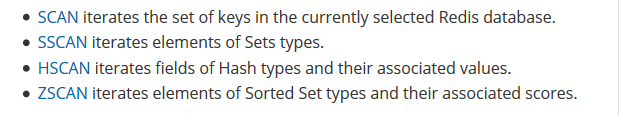 • SCAN iterates the set of keys in the currently selected Redis database.
• SSCAN iterates elements of Sets types.
• HSCAN iterates fields of Hash types and their associated values.
• ZSCAN iterates elements of Sorted Set types and their associated scores.